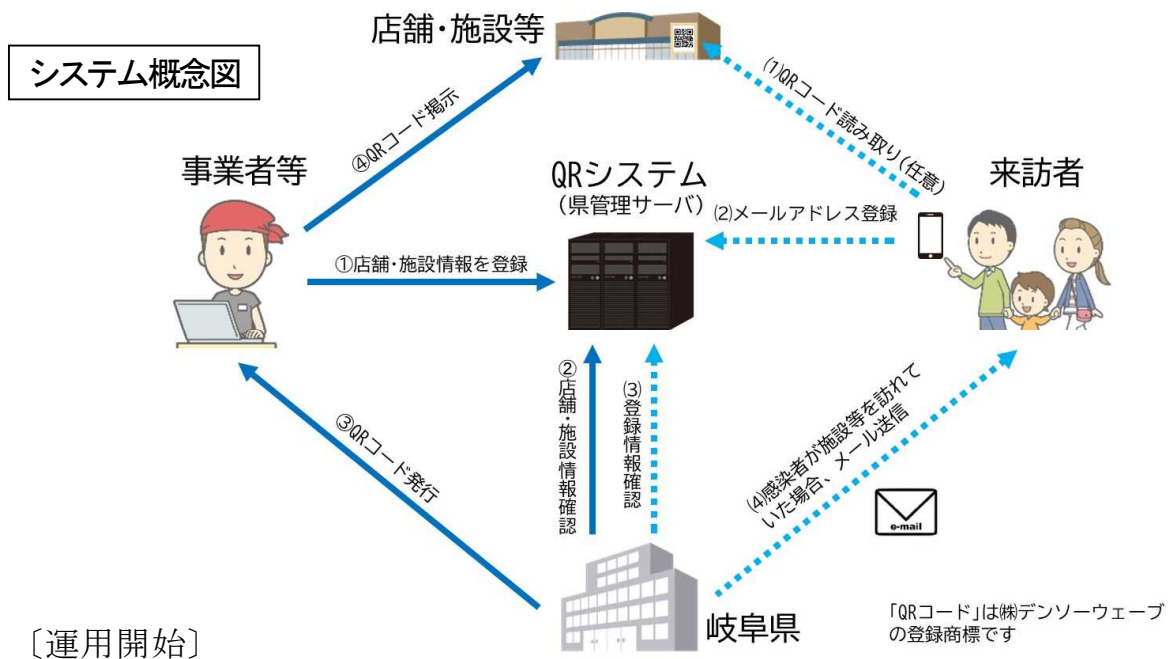 店舗・施設等
システム概念図
⑴QRコード読み取り(任意)
④QRコード掲示
事業者等
QRシステム
(県管理サーバ)
来訪者
⑵メールアドレス登録
①店舗・施設情報を登録
②店舗・施設情報確認
⑶登録情報確認
③QRコード発行
⑷感染者が施設等を訪れて
いた場合、メール送信
e-mail
岐阜県
「QRコード」は㈱デンソーウェーブ
の登録商標です
〔運用開始〕